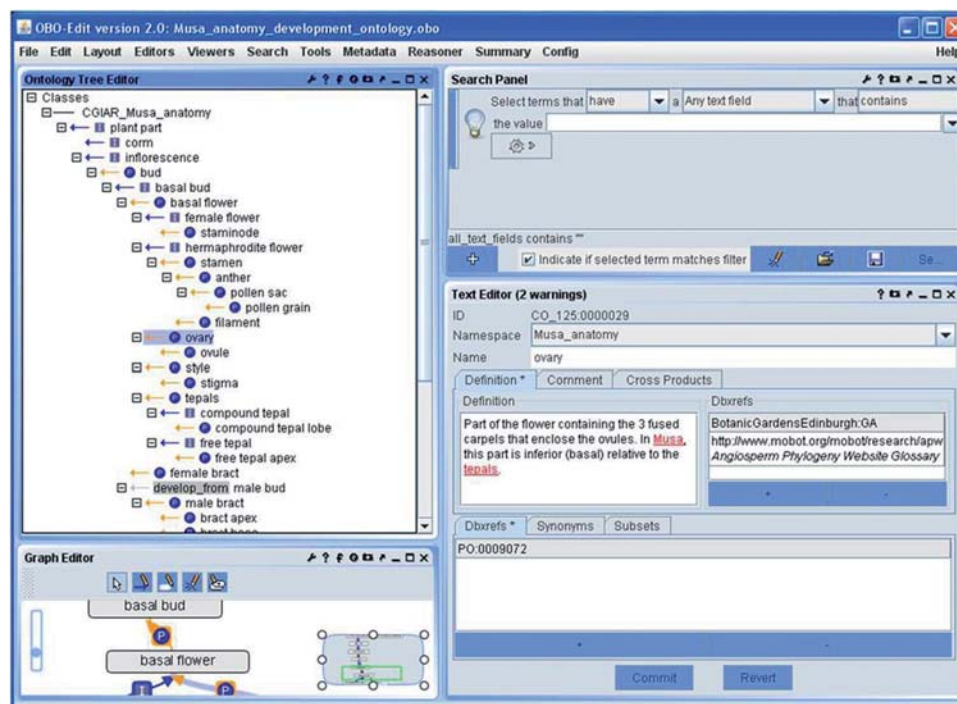 OBO-Edit version 2.0: Musa_anatomy_development_ontology.obo
File Edit Layout Editors Viewers Search Tools Metadata Reasoner Summary Config Help
Ontology Tree Editor
Classes
CGIAR_Musa_anatomy
plant part
corm
inflorescence
P bud
basal bud
P basal flower
female flower
P staminode
hermaphrodite flower
P stamen
P anther
P pollen sac
P pollen grain
P filament
P ovary
P ovule
P style
P stigma
P tepals
compound tepal
P compound tepal lobe
free tepal
P free tepal apex
P female bract
develop_from male bud
P male bract
P bract apex
Graph Editor
basal bud
P
basal flower
P
Search Panel
Select terms that have a Any text field that contains
the value
all_text_fields contains ""
Indicate if selected term matches filter Se...
Text Editor (2 warnings)
ID CO_125:0000029
Namespace Musa_anatomy
Name ovary
Definition * Comment Cross Products
Definition
Part of the flower containing the 3 fused
carpels that enclose the ovules. In Musa,
this part is inferior (basal) relative to the
tepals.
Dbxrefs
BotanicGardensEdinburgh:GA
http://www.mobot.org/mobot/research/apw
Angiosperm Phylogeny Website Glossary
Dbxrefs * Synonyms Subsets
PO:0009072
Commit Revert